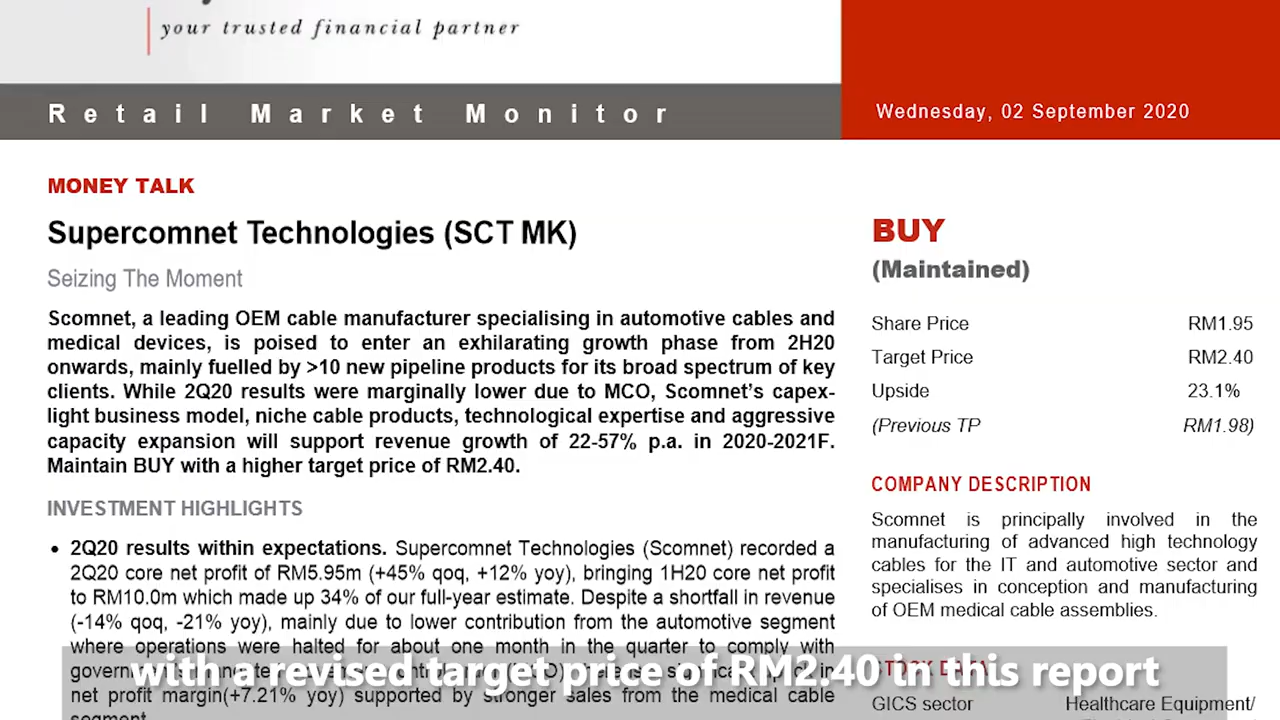 your trusted financial partner
Retail Market Monitor
Wednesday, 02 September 2020
MONEY TALK
Supercomnet Technologies (SCT MK)
Seizing The Moment
Scomnet, a leading OEM cable manufacturer specialising in automotive cables and
medical devices, is poised to enter an exhilarating growth phase from 2H20
onwards, mainly fuelled by >10 new pipeline products for its broad spectrum of key
clients. While 2Q20 results were marginally lower due to MCO, Scomnet's capex-
light business model, niche cable products, technological expertise and aggressive
capacity expansion will support revenue growth of 22-57% p.a. in 2020-2021F.
Maintain BUY with a higher target price of RM2.40.
INVESTMENT HIGHLIGHTS
• 2Q20 results within expectations. Supercomnet Technologies (Scomnet) recorded a
2Q20 core net profit of RM5.95m (+45% qoq, +12% yoy), bringing 1H20 core net profit
to RM10.0m which made up 34% of our full-year estimate. Despite a shortfall in revenue
(-14% qoq, -21% yoy), mainly due to lower contribution from the automotive segment
where operations were halted for about one month in the quarter to comply with
net profit margin(+7.21% yoy) supported by stronger sales from the medical cable
segment.
BUY
(Maintained)
Share Price RM1.95
Target Price RM2.40
Upside 23.1%
(Previous TP RM1.98)
COMPANY DESCRIPTION
Scomnet is principally involved in the
manufacturing of advanced high technology
cables for the IT and automotive sector and
specialises in conception and manufacturing
of OEM medical cable assemblies.
STOCK DATA
GICS sector Healthcare Equipment/
with a revised target price of RM2.40 in this report